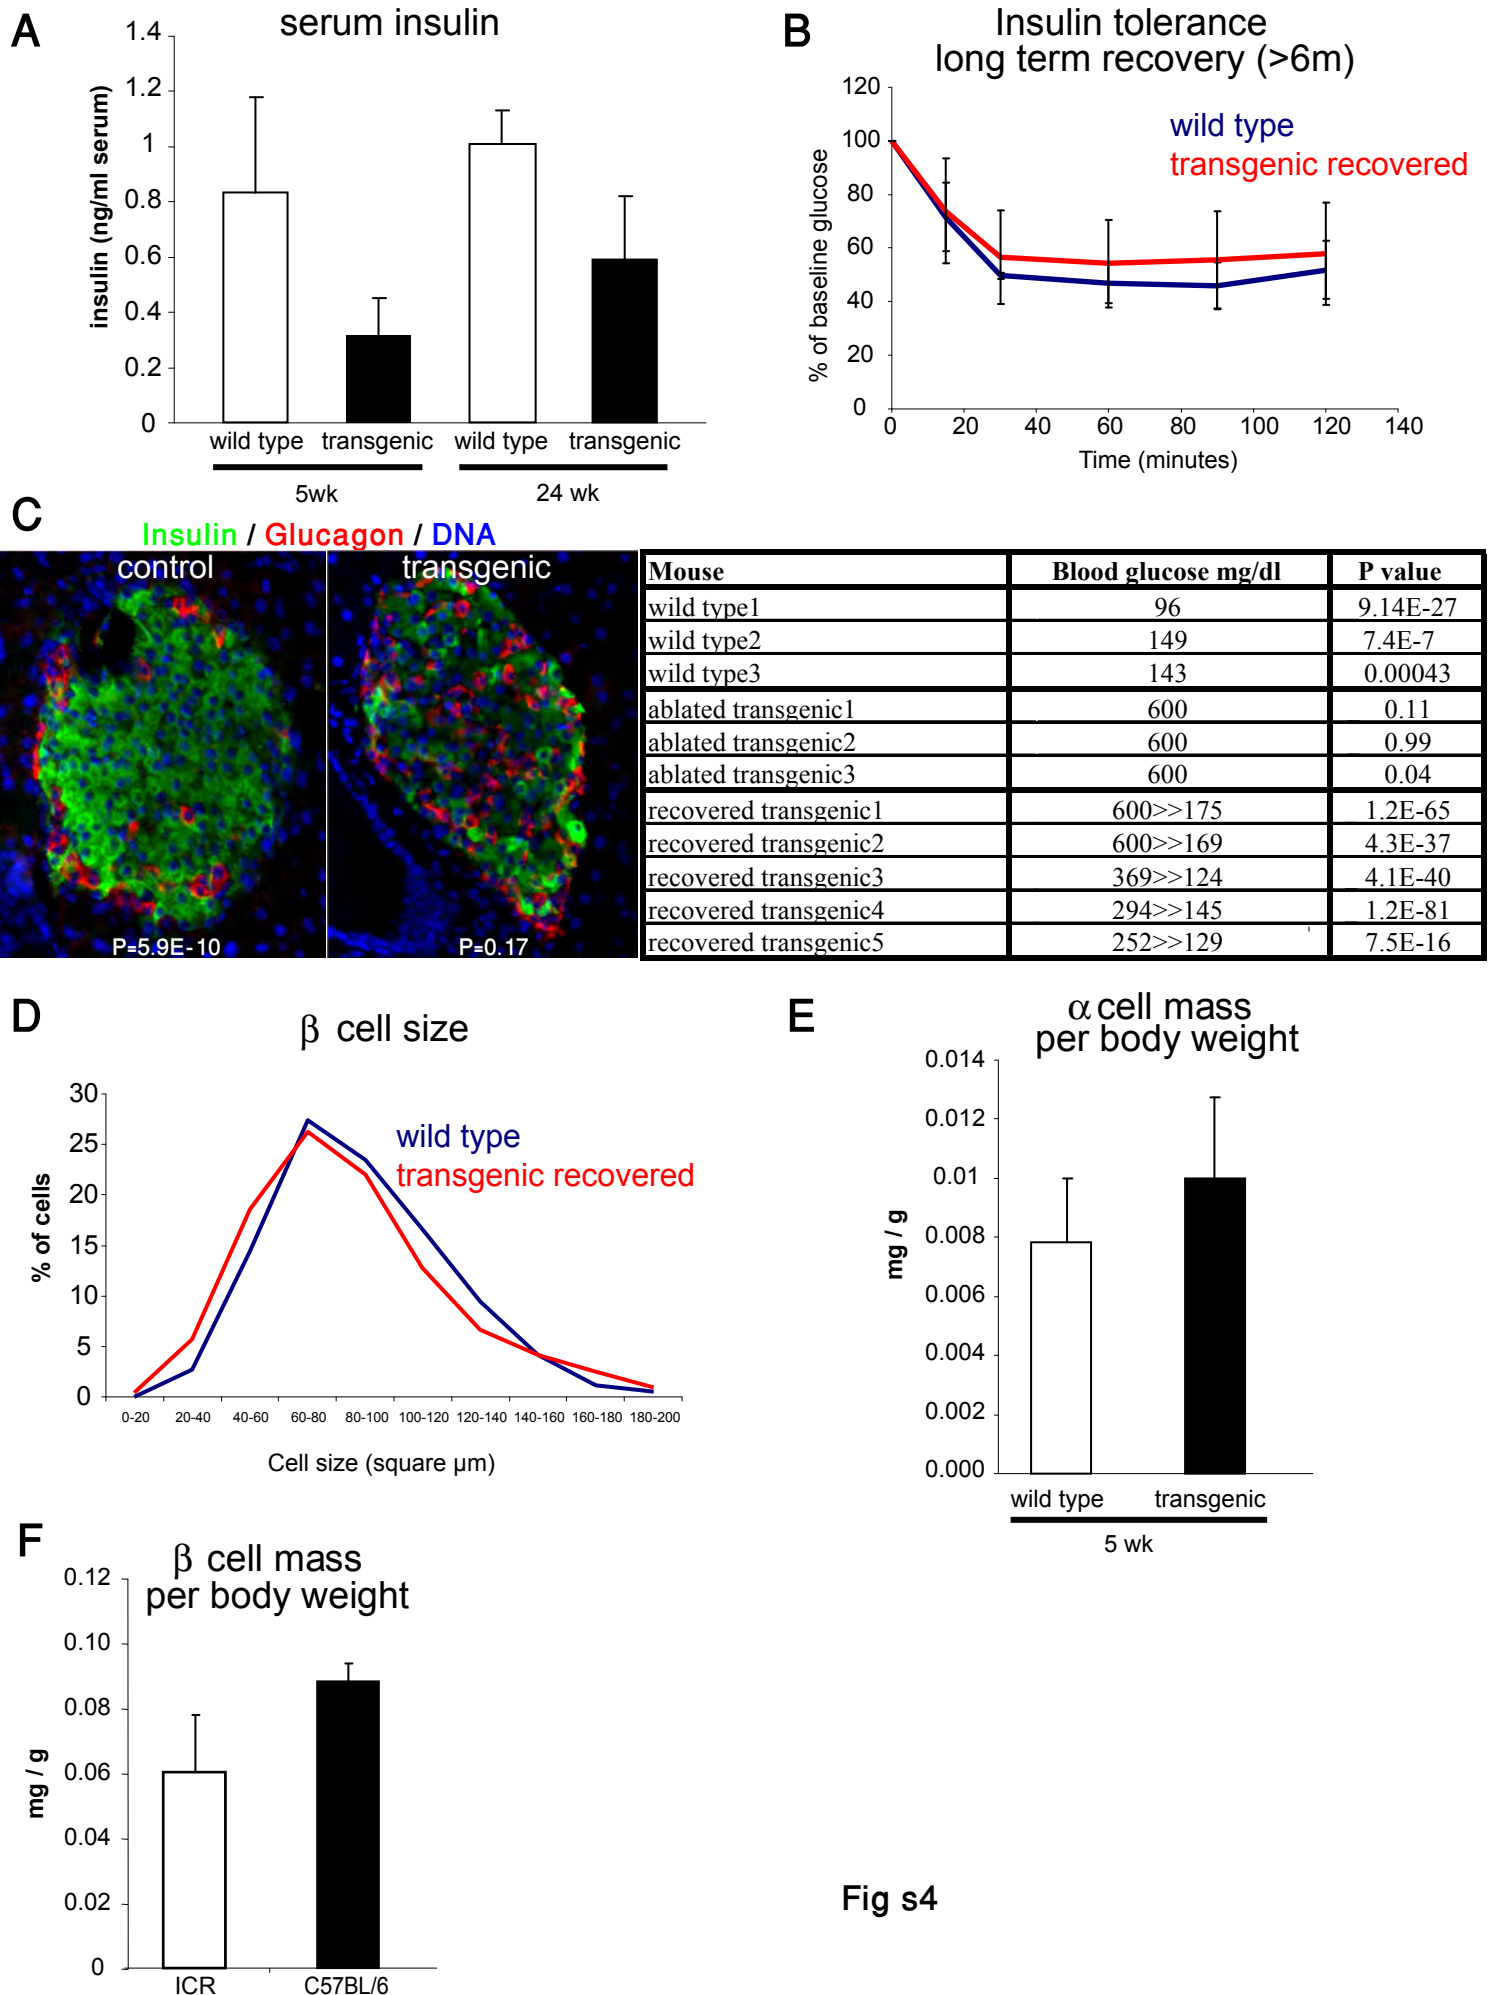 A
serum insulin
1.4
1.2
1
0.8
0.6
0.4
0.2
0
insulin (ng/ml serum)
wild type
transgenic
wild type
transgenic
5wk
24 wk
B
Insulin tolerance
long term recovery (>6m)
120
100
80
60
40
20
0
% of baseline glucose
wild type
transgenic recovered
0
20
40
60
80
100
120
140
Time (minutes)
C
Insulin / Glucagon / DNA
control
transgenic
P=5.9E-10
P=0.17
Mouse Blood glucose mg/dl P value
wild type1 96 9.14E-27
wild type2 149 7.4E-7
wild type3 143 0.00043
ablated transgenic1 600 0.11
ablated transgenic2 600 0.99
ablated transgenic3 600 0.04
recovered transgenic1 600>>175 1.2E-65
recovered transgenic2 600>>169 4.3E-37
recovered transgenic3 369>>124 4.1E-40
recovered transgenic4 294>>145 1.2E-81
recovered transgenic5 252>>129 7.5E-16
D
β cell size
30
25
20
15
10
5
0
% of cells
wild type
transgenic recovered
0-20
20-40
40-60
60-80
80-100
100-120
120-140
140-160
160-180
180-200
Cell size (square µm)
E
α cell mass
per body weight
0.014
0.012
0.01
0.008
0.006
0.004
0.002
0.000
mg / g
wild type
transgenic
5 wk
F
β cell mass
per body weight
0.12
0.10
0.08
0.06
0.04
0.02
0
mg / g
ICR
C57BL/6
Fig s4